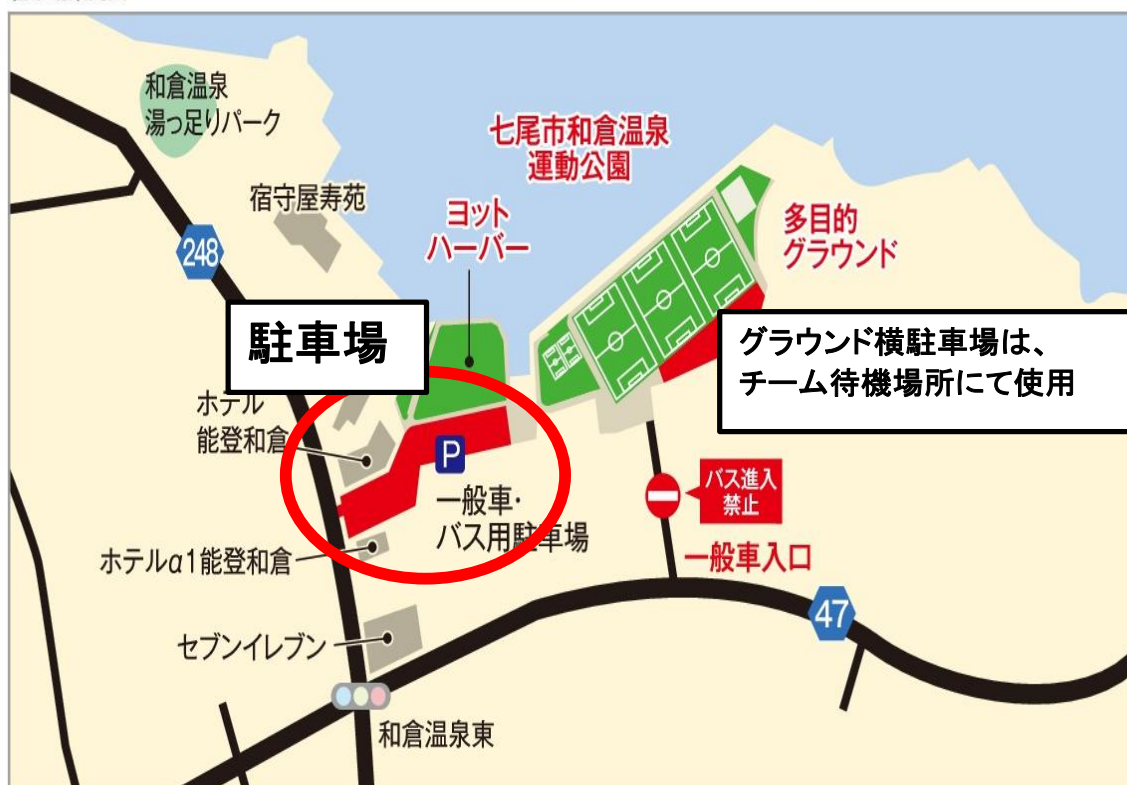 和倉温泉
湯っ足りパーク
七尾市和倉温泉
運動公園
宿守屋寿苑
ヨット
ハーバー
多目的
グラウンド
248
駐車場
グラウンド横駐車場は、
チーム待機場所にて使用
ホテル
能登和倉
P
一般車・
バス用駐車場
バス進入
禁止
一般車入口
ホテルα1能登和倉
47
セブンイレブン
和倉温泉東